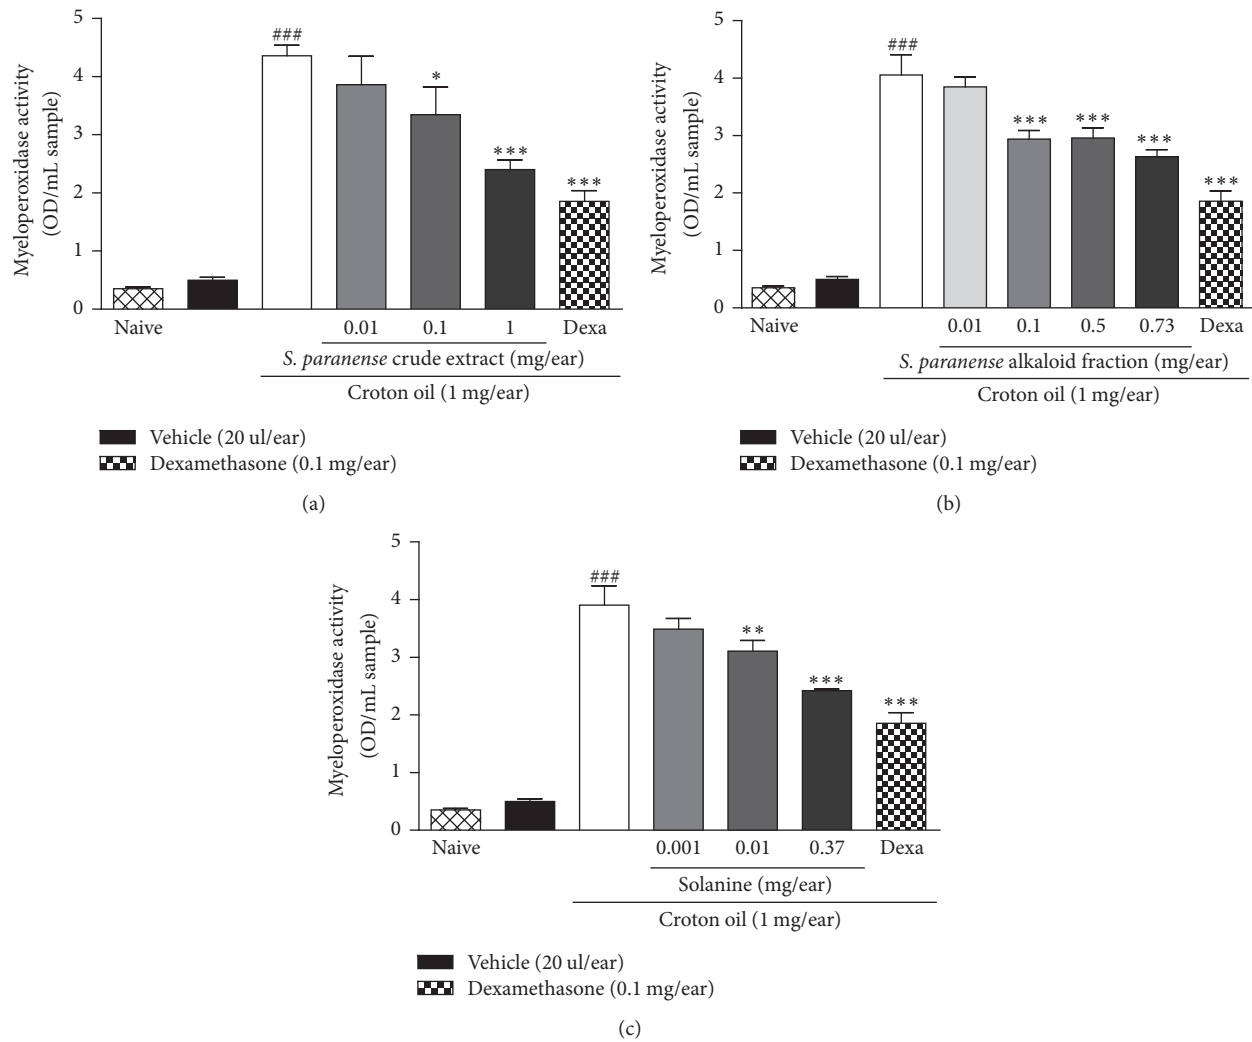 Myeloperoxidase activity
(OD/mL sample)
5
4
3
2
1
0
###
*
***
***
Naive
0.01 0.1 1 Dexa
S. paranense crude extract (mg/ear)
Croton oil (1 mg/ear)
Vehicle (20 ul/ear)
Dexamethasone (0.1 mg/ear)
(a)
Myeloperoxidase activity
(OD/mL sample)
5
4
3
2
1
0
###
***
***
***
***
Naive
0.01 0.1 0.5 0.73 Dexa
S. paranense alkaloid fraction (mg/ear)
Croton oil (1 mg/ear)
Vehicle (20 ul/ear)
Dexamethasone (0.1 mg/ear)
(b)
Myeloperoxidase activity
(OD/mL sample)
5
4
3
2
1
0
###
**
***
***
Naive
0.001 0.01 0.37 Dexa
Solanine (mg/ear)
Croton oil (1 mg/ear)
Vehicle (20 ul/ear)
Dexamethasone (0.1 mg/ear)
(c)